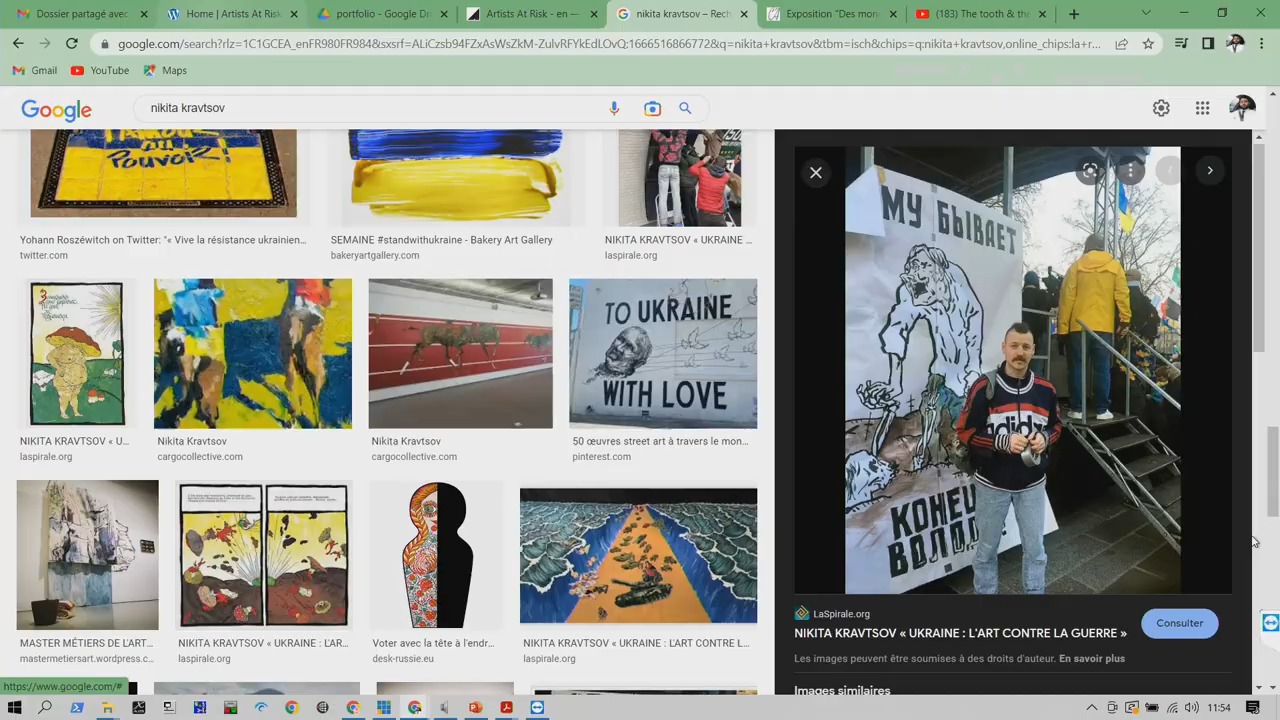 Dossier partagé avec
Home | Artists At Risk
portfolio - Google Dr
Artists At Risk - en
nikita kravtsov – Rech
Exposition "Des mon
(183) The tooth & the
google.com/search?rlz=1C1GCEA_enFR980FR984&sxsrf=ALiCzsb94FZxAsWsZkM-ZulvRFYkEdLOvQ:1666516866772&q=nikita+kravtsov&tbm=isch&chips=q:nikita+kravtsov,online_chips:la+r...
Gmail
YouTube
Maps
Google
nikita kravtsov
POUVOIR!
Yohann Roszéwitch on Twitter: "« Vive la résistance ukrainien...
twitter.com
SEMAINE #standwithukraine - Bakery Art Gallery
bakeryartgallery.com
NIKITA KRAVTSOV « UKRAINE ...
laspirale.org
TO UKRAINE
WITH LOVE
NIKITA KRAVTSOV « U...
laspirale.org
Nikita Kravtsov
cargocollective.com
Nikita Kravtsov
cargocollective.com
50 œuvres street art à travers le mon...
pinterest.com
MASTER MÉTIERS DE L'ART...
mastermetiersart.wordpress.c...
NIKITA KRAVTSOV « UKRAINE : L'AR...
laspirale.org
Voter avec la tête à l'endr...
desk-russie.eu
NIKITA KRAVTSOV « UKRAINE : L'ART CONTRE L...
laspirale.org
МУ БЫВАЕТ
adidas
КОНЕЦ
ВОЛОД
LaSpirale.org
NIKITA KRAVTSOV « UKRAINE : L'ART CONTRE LA GUERRE »
Consulter
Les images peuvent être soumises à des droits d'auteur. En savoir plus
Images similaires
https://www.google.com/#
11:54